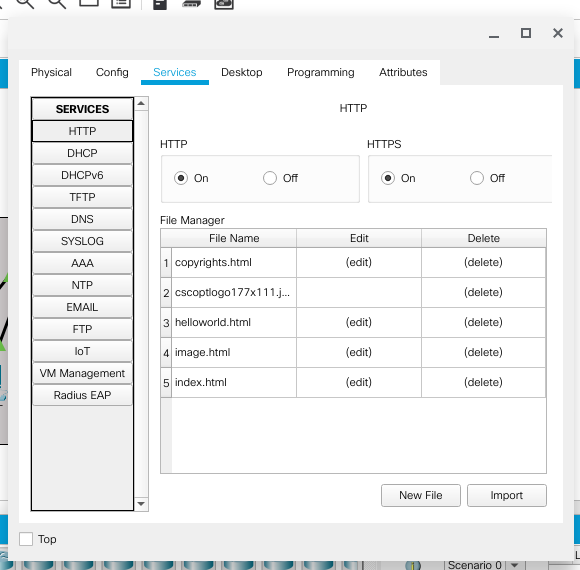 Physical Config Services Desktop Programming Attributes
SERVICES
HTTP
DHCP
DHCPv6
TFTP
DNS
SYSLOG
AAA
NTP
EMAIL
FTP
IoT
VM Management
Radius EAP
HTTP
HTTP HTTPS
On Off On Off
File Manager
File Name Edit Delete
1 copyrights.html (edit) (delete)
2 cscoptlogo177x111.j... (delete)
3 helloworld.html (edit) (delete)
4 image.html (edit) (delete)
5 index.html (edit) (delete)
New File Import
Top
Scenario 0